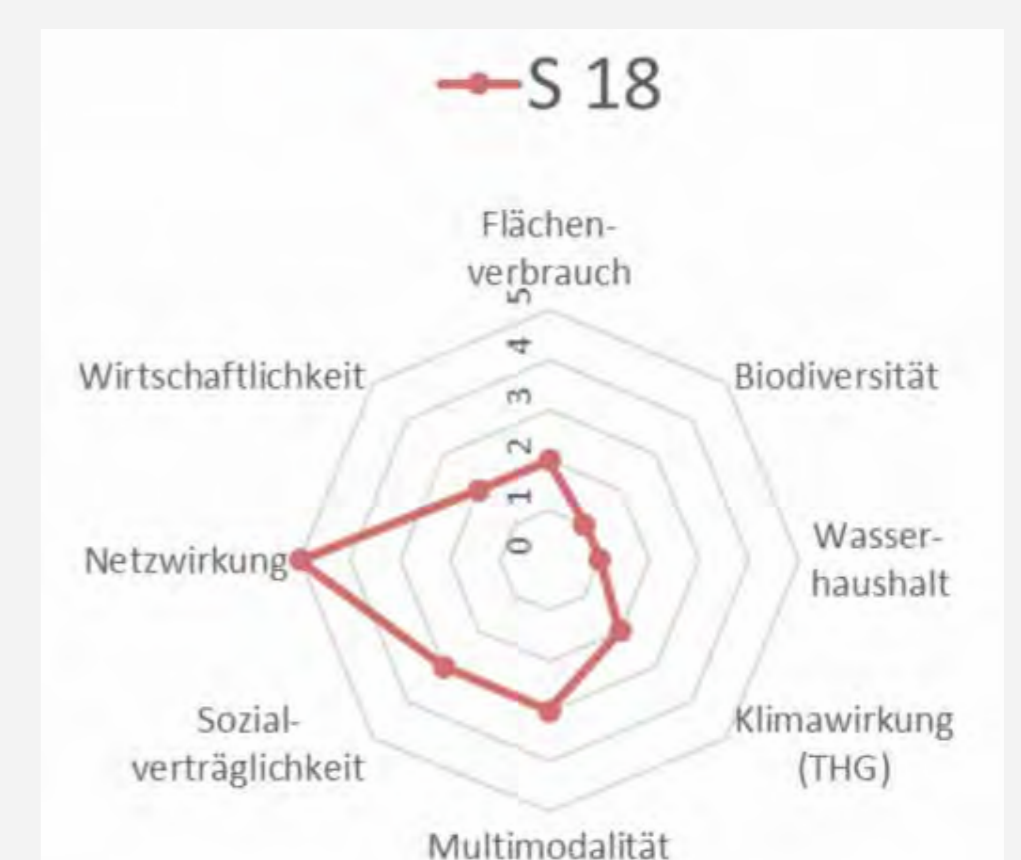 S 18
Flächen-
verbrauch
5
4
3
2
1
0
Wirtschaftlichkeit
Biodiversität
Netzwirkung
Wasser-
haushalt
Sozial-
verträglichkeit
Klimawirkung
(THG)
Multimodalität